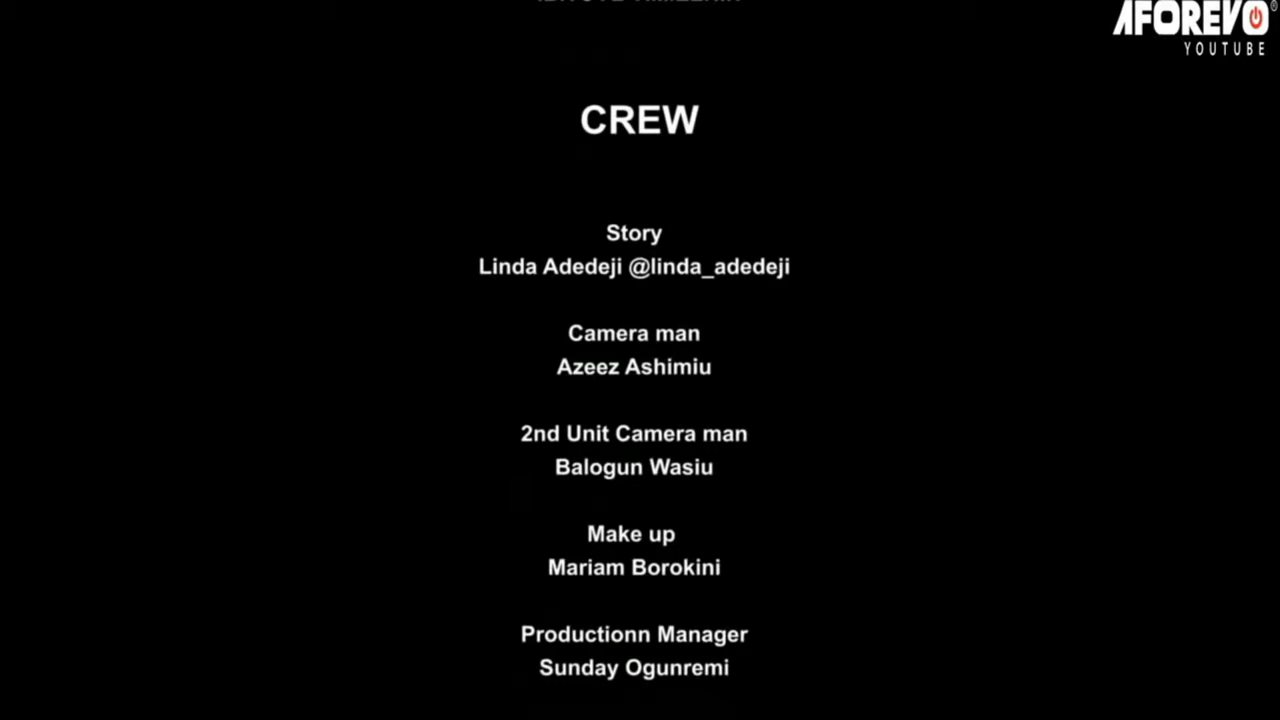 AFOREVO
YOUTUBE
CREW
Story
Linda Adedeji @linda_adedeji
Camera man
Azeez Ashimiu
2nd Unit Camera man
Balogun Wasiu
Make up
Mariam Borokini
Productionn Manager
Sunday Ogunremi